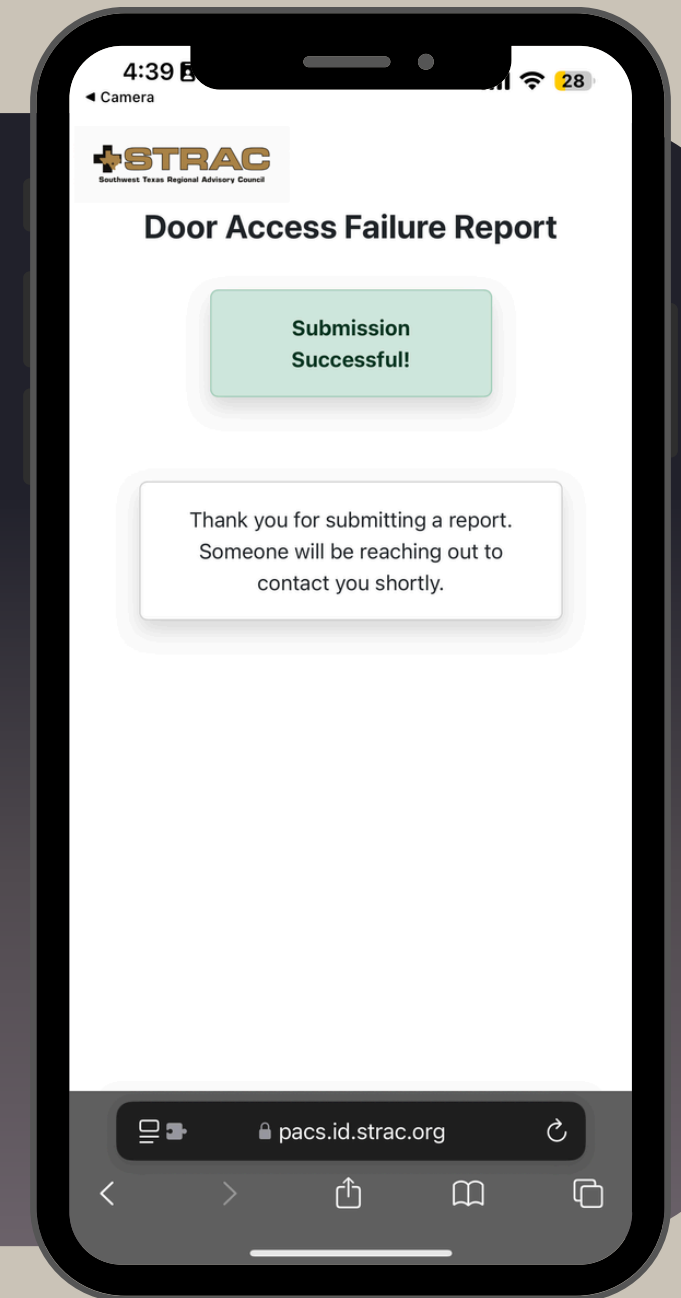 4:39
28
◀ Camera
STRAC
Southwest Texas Regional Advisory Council
Door Access Failure Report
Submission
Successful!
Thank you for submitting a report.
Someone will be reaching out to
contact you shortly.
pacs.id.strac.org